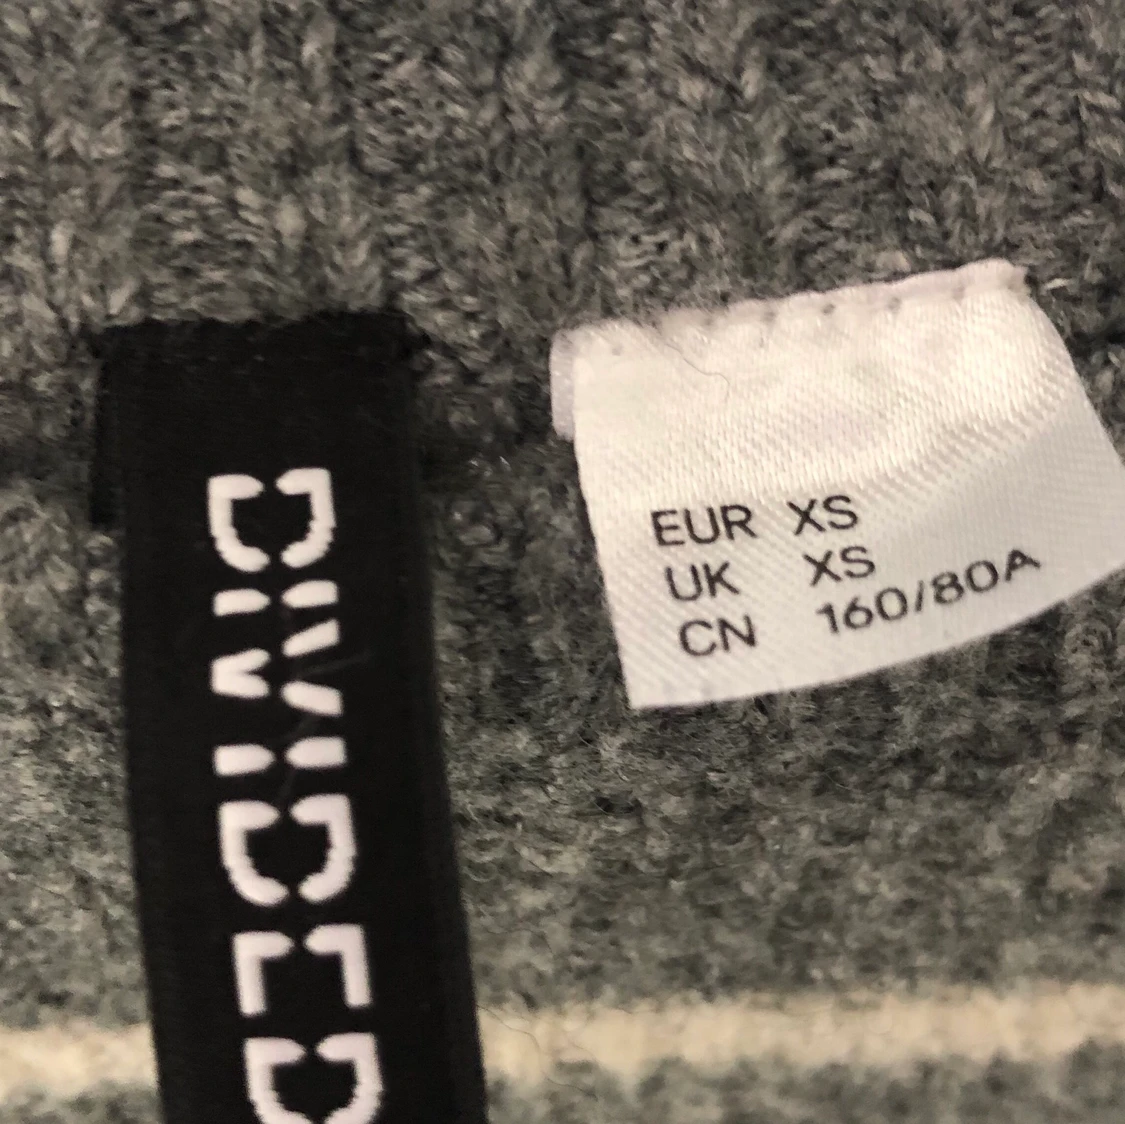 DIVIDED
EUR XS
UK XS
CN 160/80A